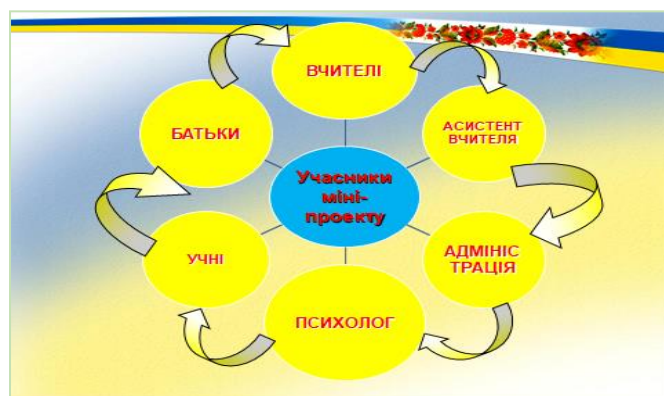 ВЧИТЕЛІ
АСИСТЕНТ
ВЧИТЕЛЯ
АДМІНІС
ТРАЦІЯ
ПСИХОЛОГ
УЧНІ
БАТЬКИ
Учасники
міні-
проекту